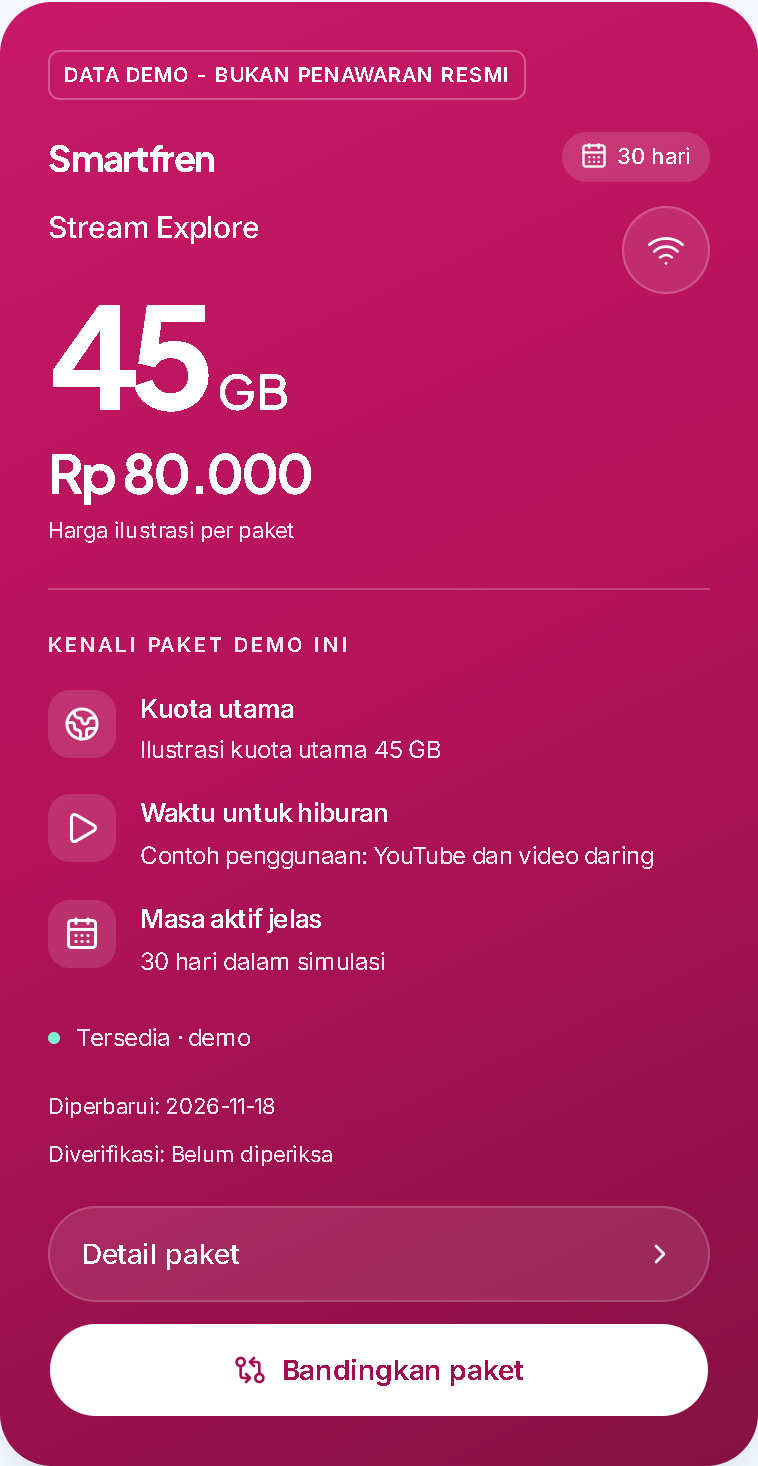 DATA DEMO - BUKAN PENAWARAN RESMI
Smartfren
30 hari
Stream Explore
45 GB
Rp 80.000
Harga ilustrasi per paket
KENALI PAKET DEMO INI
Kuota utama
Ilustrasi kuota utama 45 GB
Waktu untuk hiburan
Contoh penggunaan: YouTube dan video daring
Masa aktif jelas
30 hari dalam simulasi
Tersedia · demo
Diperbarui: 2026-11-18
Diverifikasi: Belum diperiksa
Detail paket
Bandingkan paket